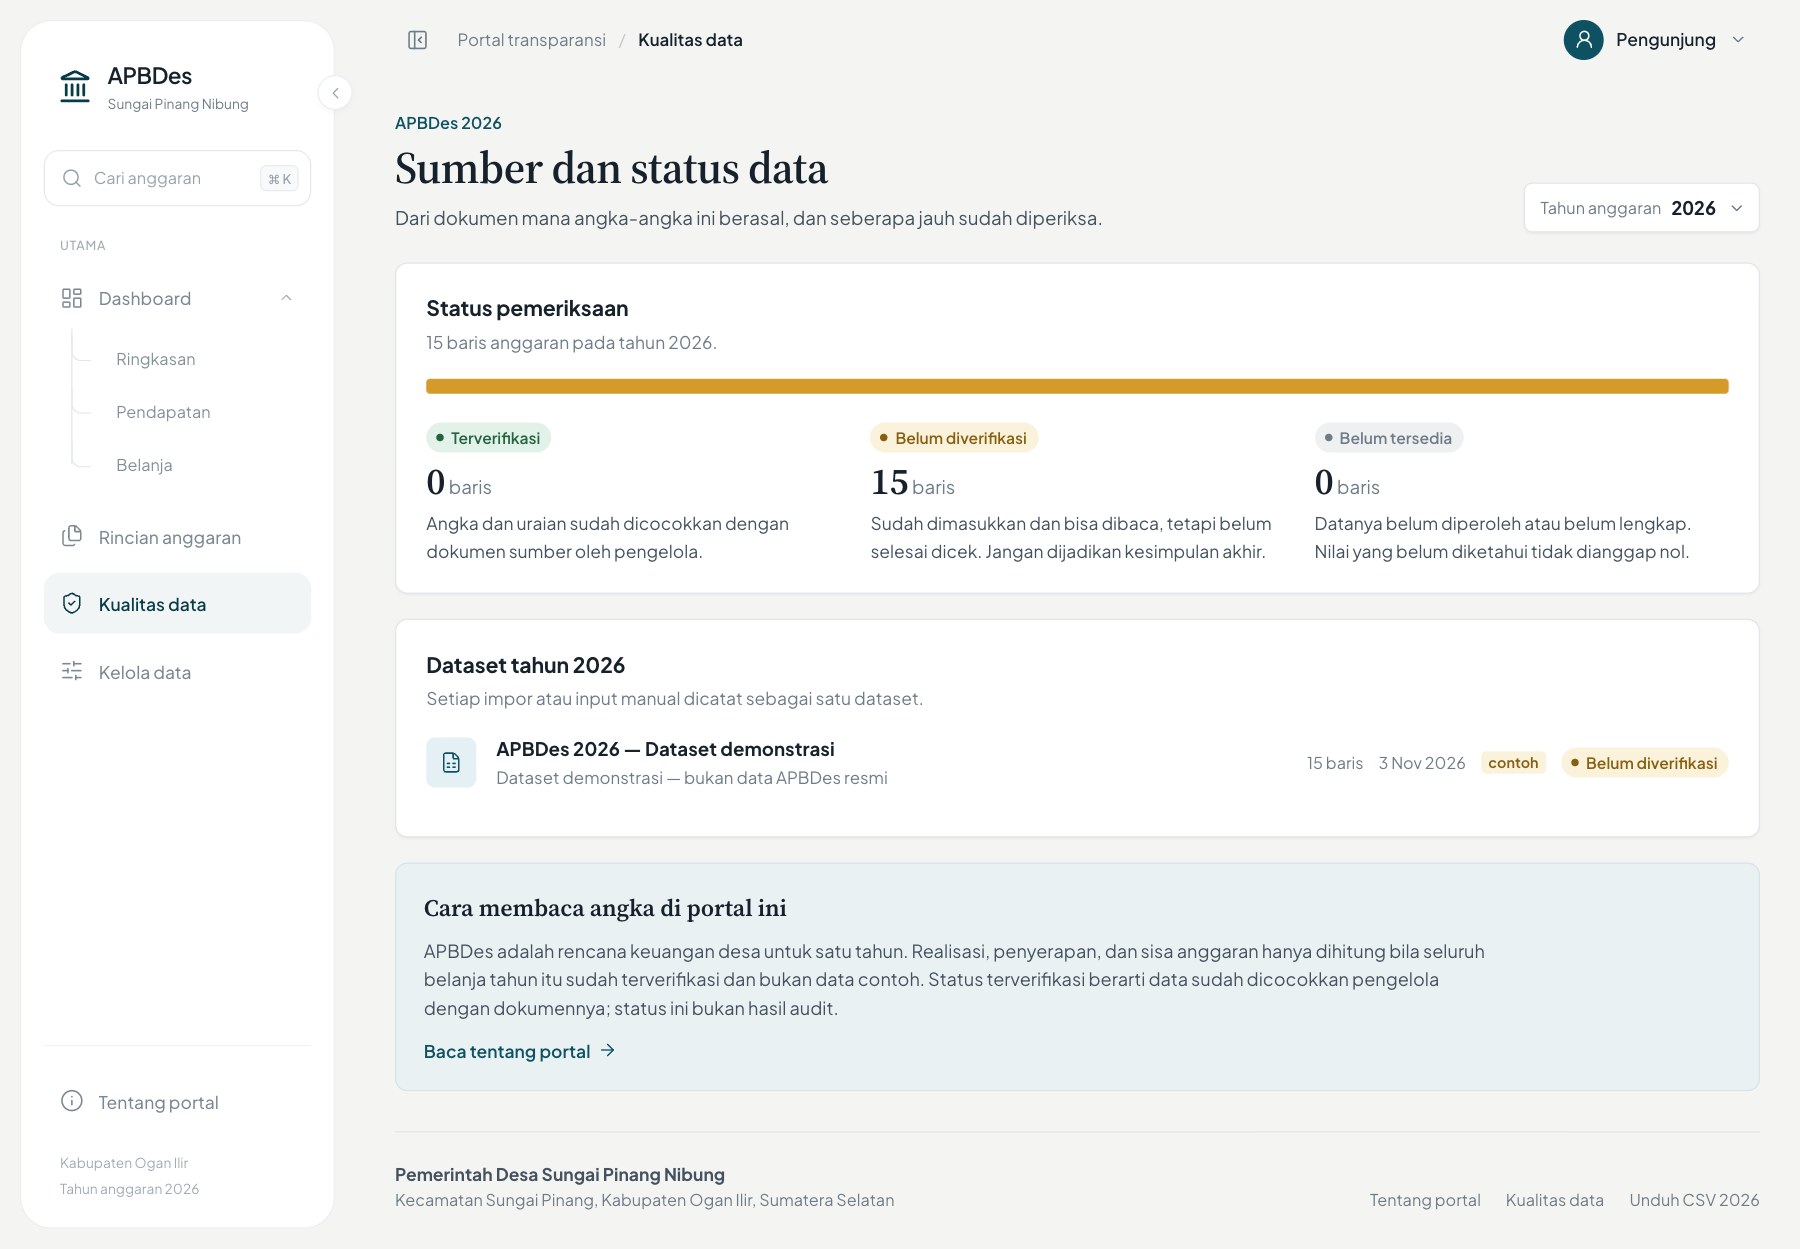 APBDes
Sungai Pinang Nibung
Cari anggaran
⌘ K
UTAMA
Dashboard
Ringkasan
Pendapatan
Belanja
Rincian anggaran
Kualitas data
Kelola data
Tentang portal
Kabupaten Ogan Ilir
Tahun anggaran 2026
Portal transparansi / Kualitas data
Pengunjung
APBDes 2026
Sumber dan status data
Dari dokumen mana angka-angka ini berasal, dan seberapa jauh sudah diperiksa.
Tahun anggaran 2026
Status pemeriksaan
15 baris anggaran pada tahun 2026.
Terverifikasi
0 baris
Angka dan uraian sudah dicocokkan dengan
dokumen sumber oleh pengelola.
Belum diverifikasi
15 baris
Sudah dimasukkan dan bisa dibaca, tetapi belum
selesai dicek. Jangan dijadikan kesimpulan akhir.
Belum tersedia
0 baris
Datanya belum diperoleh atau belum lengkap.
Nilai yang belum diketahui tidak dianggap nol.
Dataset tahun 2026
Setiap impor atau input manual dicatat sebagai satu dataset.
APBDes 2026 — Dataset demonstrasi
Dataset demonstrasi — bukan data APBDes resmi
15 baris 3 Nov 2026 contoh Belum diverifikasi
Cara membaca angka di portal ini
APBDes adalah rencana keuangan desa untuk satu tahun. Realisasi, penyerapan, dan sisa anggaran hanya dihitung bila seluruh
belanja tahun itu sudah terverifikasi dan bukan data contoh. Status terverifikasi berarti data sudah dicocokkan pengelola
dengan dokumennya; status ini bukan hasil audit.
Baca tentang portal →
Pemerintah Desa Sungai Pinang Nibung
Kecamatan Sungai Pinang, Kabupaten Ogan Ilir, Sumatera Selatan
Tentang portal Kualitas data Unduh CSV 2026